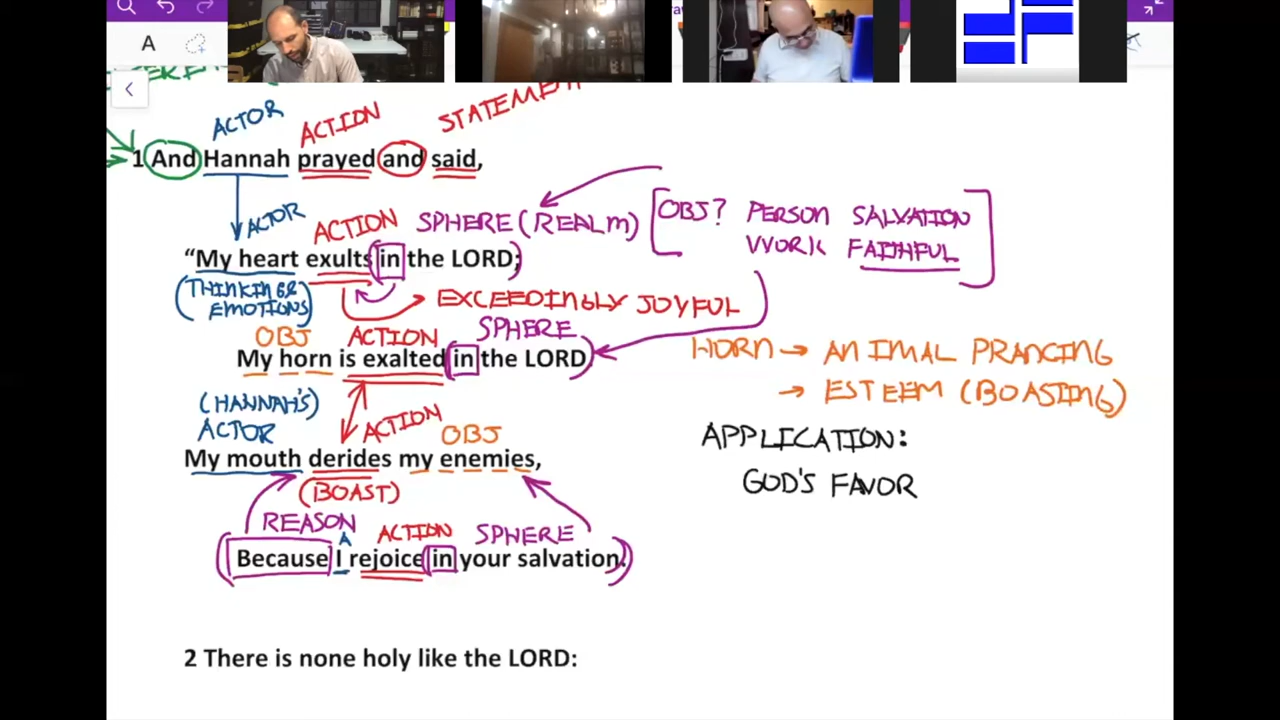 A
ACTOR ACTION STATEMENT
1 And Hannah prayed and said,
ACTOR ACTION SPHERE (REALM) [OBJ? PERSON SALVATION
WORK FAITHFUL]
"My heart exults in the LORD;
(THINKING & EMOTIONS) EXCEEDINGLY JOYFUL
OBJ ACTION SPHERE
My horn is exalted in the LORD.
HORN → ANIMAL PRANCING
→ ESTEEM (BOASTING)
(HANNAH'S)
ACTOR ACTION OBJ
APPLICATION:
My mouth derides my enemies,
(BOAST) GOD'S FAVOR
REASON A ACTION SPHERE
(Because I rejoice in your salvation.)
2 There is none holy like the LORD: